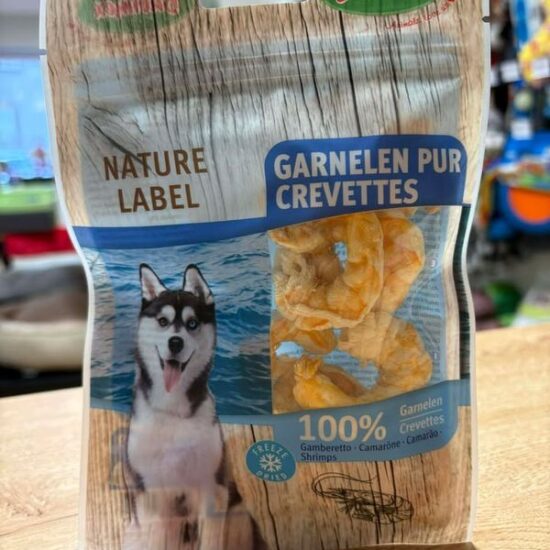 NATURE
LABEL
GARNELEN PUR
CREVETTES
100%
Garnelen
Crevettes
Gamberetto · Camaróne · Camarão ·
Shrimps
FREEZE
DRIED